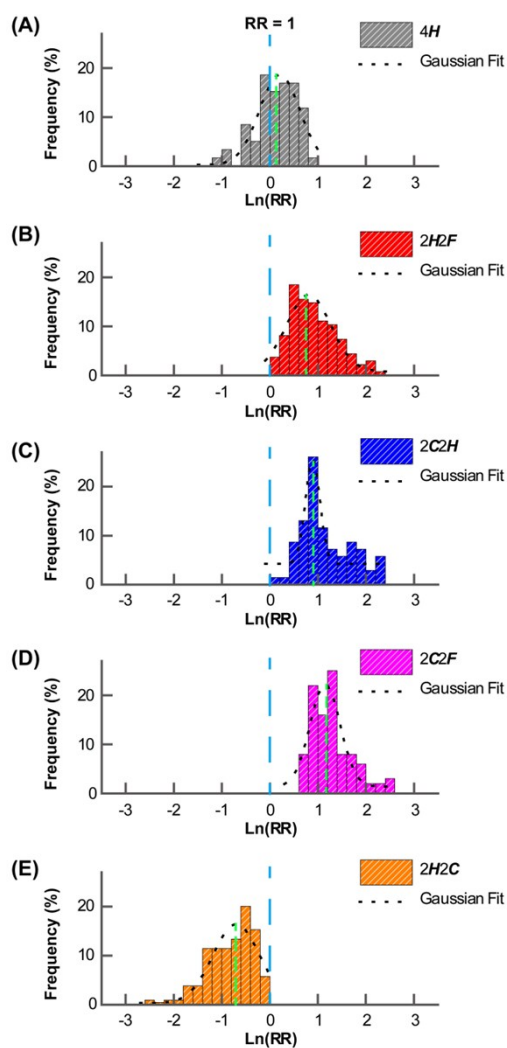 (A)
RR = 1
4H
Gaussian Fit
Frequency (%)
20
10
0
-3 -2 -1 0 1 2 3
Ln(RR)
(B)
2H2F
Gaussian Fit
Frequency (%)
20
10
0
-3 -2 -1 0 1 2 3
Ln(RR)
(C)
2C2H
Gaussian Fit
Frequency (%)
20
10
0
-3 -2 -1 0 1 2 3
Ln(RR)
(D)
2C2F
Gaussian Fit
Frequency (%)
20
10
0
-3 -2 -1 0 1 2 3
Ln(RR)
(E)
2H2C
Gaussian Fit
Frequency (%)
20
10
0
-3 -2 -1 0 1 2 3
Ln(RR)